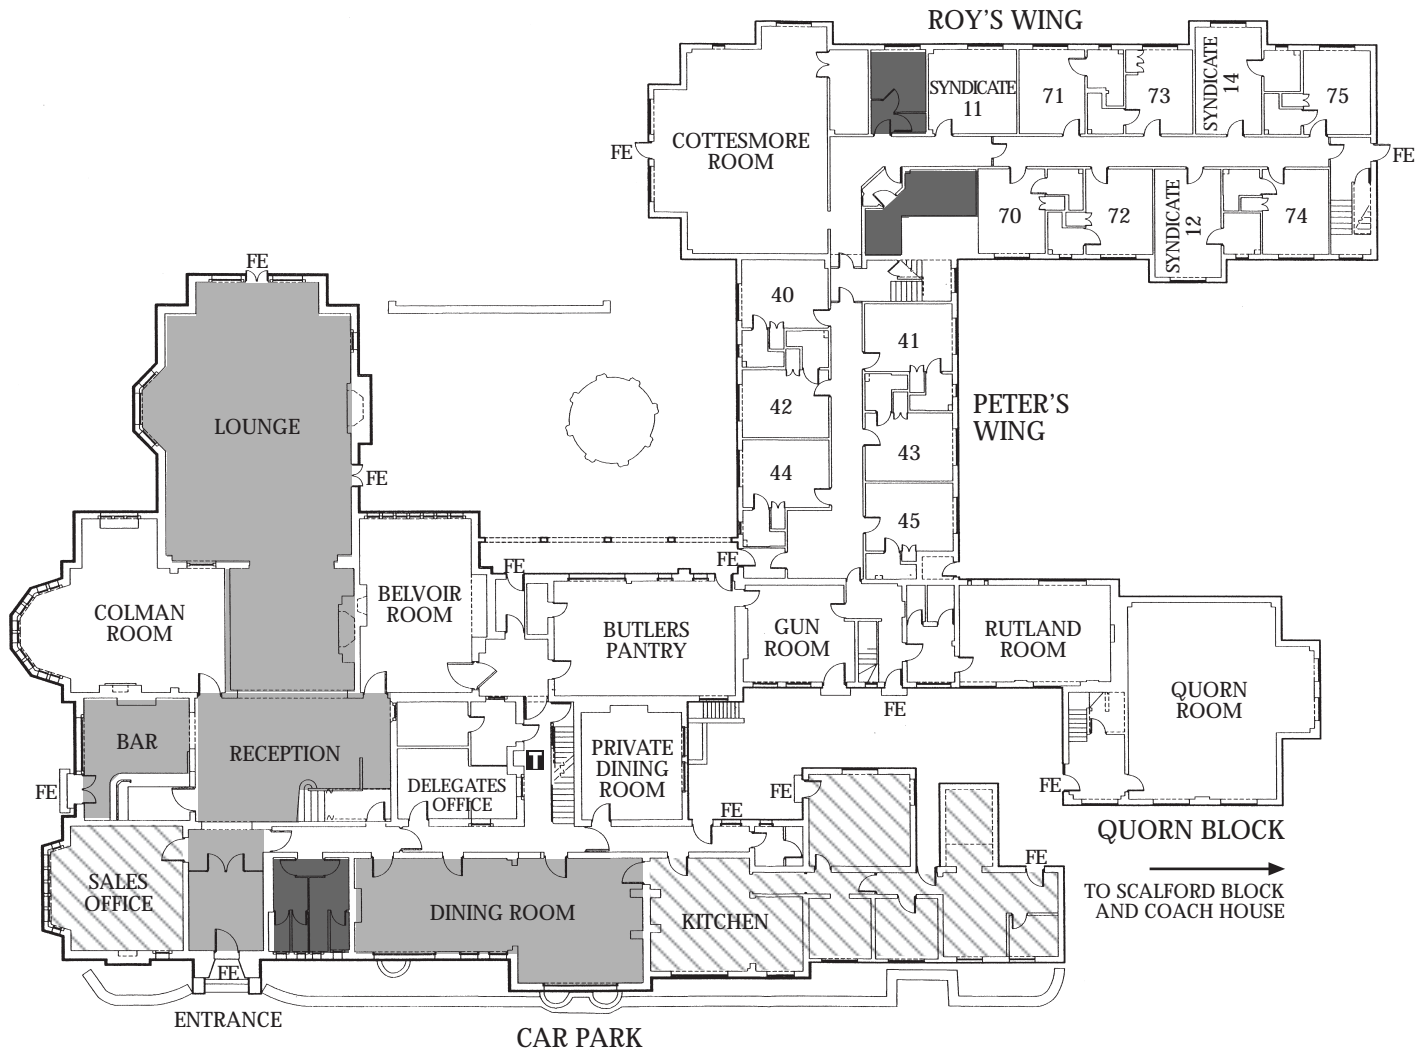 ROY'S WING
SYNDICATE
11
71
73
SYNDICATE
14
75
COTTESMORE
ROOM
FE
FE
70
72
SYNDICATE
12
74
FE
40
41
42
PETER'S
WING
LOUNGE
43
44
FE
45
FE
FE
BELVOIR
ROOM
COLMAN
ROOM
BUTLERS
PANTRY
GUN
ROOM
RUTLAND
ROOM
QUORN
ROOM
FE
BAR
RECEPTION
PRIVATE
DINING
ROOM
DELEGATES
OFFICE
FE
FE
FE
FE
QUORN BLOCK
FE
TO SCALFORD BLOCK
AND COACH HOUSE
SALES
OFFICE
DINING ROOM
KITCHEN
FE
ENTRANCE
CAR PARK